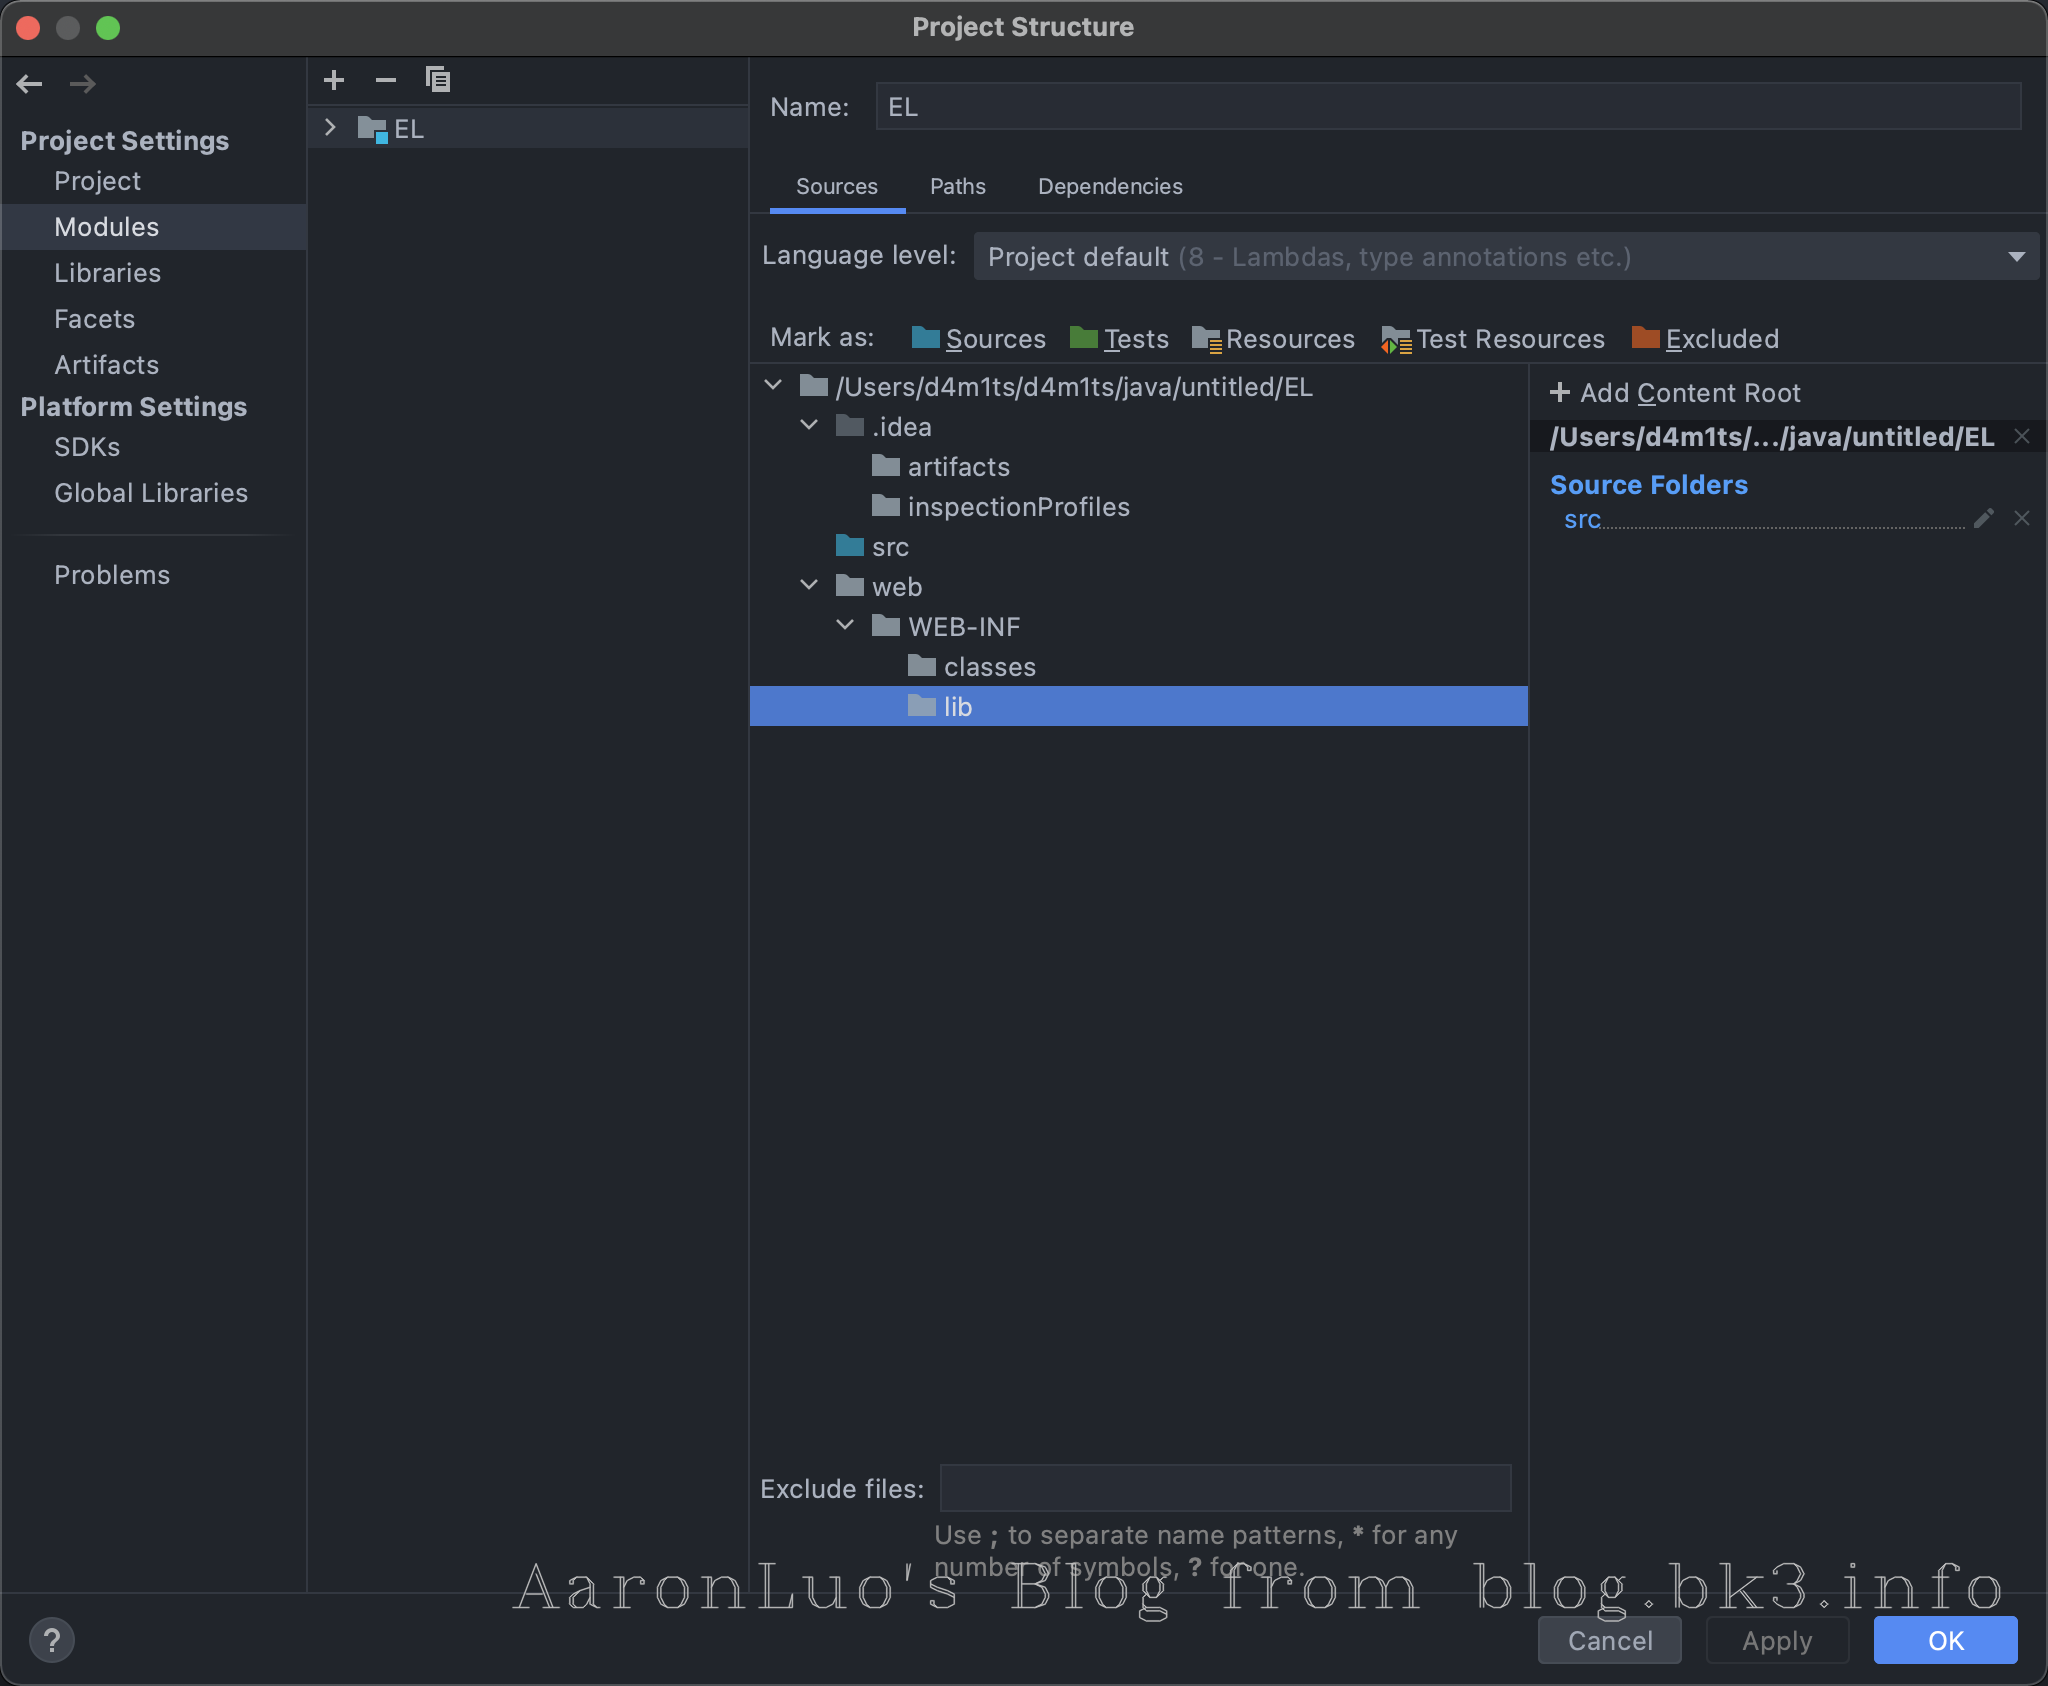 Project Structure
Project Settings
Project
Modules
Libraries
Facets
Artifacts
Platform Settings
SDKs
Global Libraries
Problems
EL
Name: EL
Sources Paths Dependencies
Language level: Project default (8 - Lambdas, type annotations etc.)
Mark as: Sources Tests Resources Test Resources Excluded
/Users/d4m1ts/d4m1ts/java/untitled/EL
.idea
artifacts
inspectionProfiles
src
web
WEB-INF
classes
lib
+ Add Content Root
/Users/d4m1ts/.../java/untitled/EL
Source Folders
src
Exclude files:
Use ; to separate name patterns, * for any
number of symbols, ? for one.
AaronLuo's Blog from blog.bk3.info
?
Cancel Apply OK